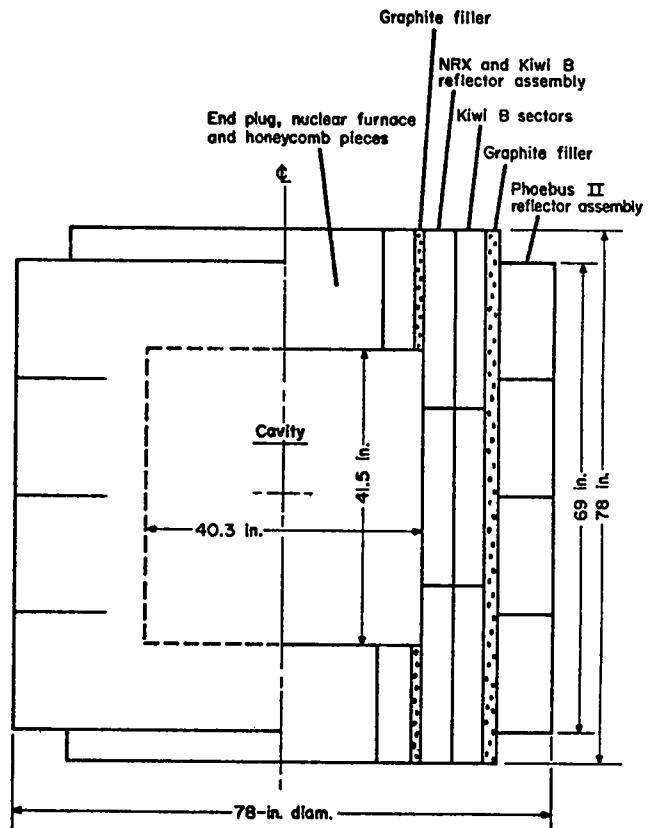 Graphite filler
NRX and Kiwi B
reflector assembly
End plug, nuclear furnace
and honeycomb pieces
Kiwi B sectors
Graphite filler
Phoebus II
reflector assembly
℄
Cavity
41.5 in.
40.3 in.
69 in.
78 in.
78-in. diam.